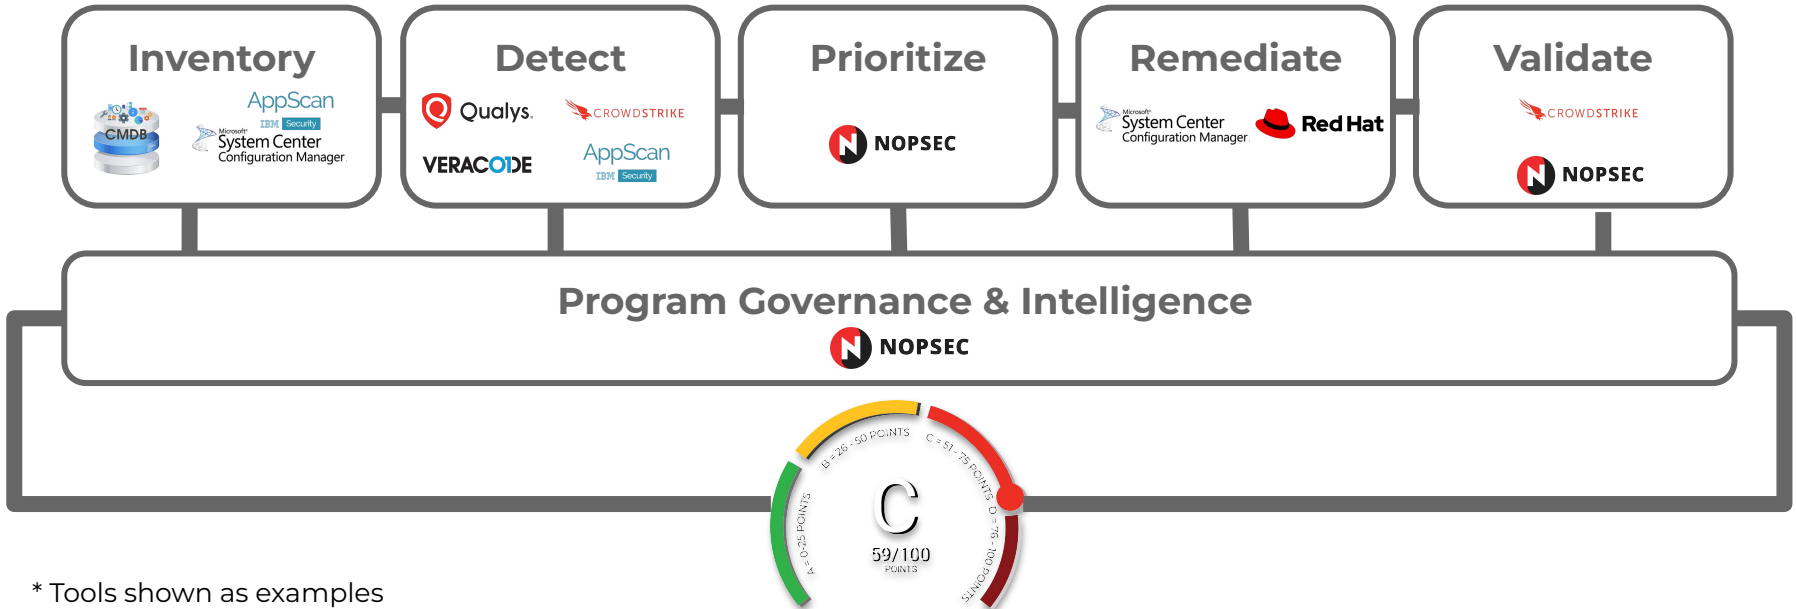 Inventory
CMDB
AppScan
IBM Security
Microsoft®
System Center
Configuration Manager
Detect
Qualys.
CROWDSTRIKE
VERACODE
AppScan
IBM Security
Prioritize
NOPSEC
Remediate
Microsoft®
System Center
Configuration Manager
Red Hat
Validate
CROWDSTRIKE
NOPSEC
Program Governance & Intelligence
NOPSEC
A = 0-25 POINTS
B = 26 - 50 POINTS
C = 51 - 75 POINTS
D = 76 - 100 POINTS
C
59/100
POINTS
* Tools shown as examples